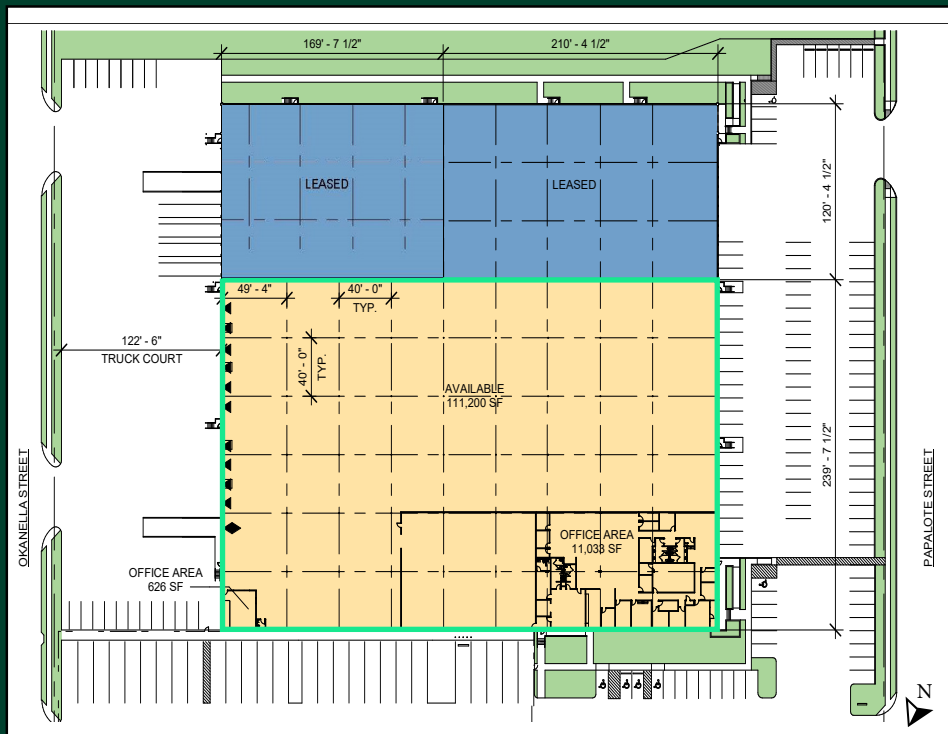 169' - 7 1/2"
210' - 4 1/2"
LEASED
LEASED
120' - 4 1/2"
49' - 4"
40' - 0"
TYP.
122' - 6"
TRUCK COURT
40' - 0"
TYP.
AVAILABLE
111,200 SF
239' - 7 1/2"
OKANELLA STREET
PAPALOTE STREET
OFFICE AREA
11,033 SF
OFFICE AREA
626 SF
N